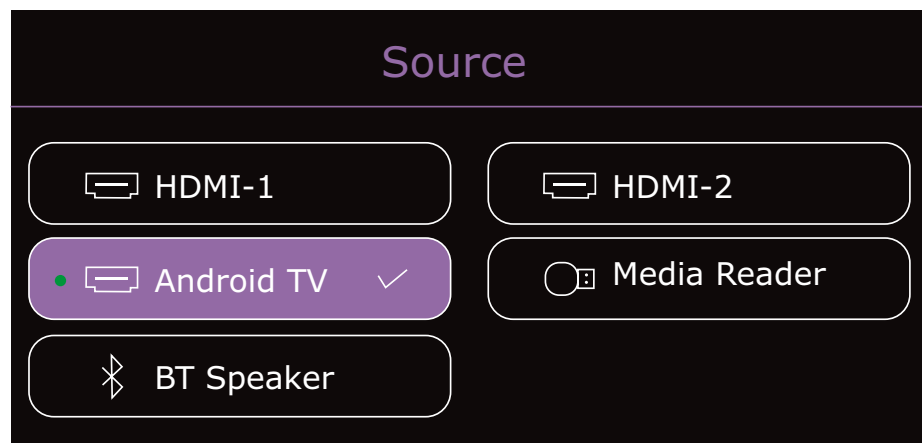 Source
HDMI-1
HDMI-2
Android TV
Media Reader
BT Speaker